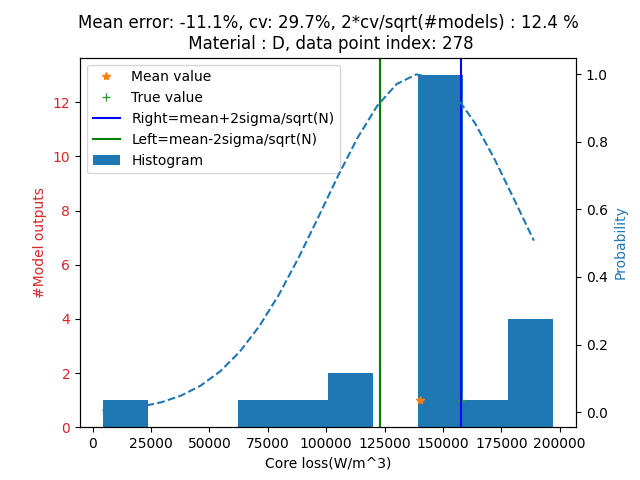 Mean error: -11.1%, cv: 29.7%, 2*cv/sqrt(#models) : 12.4 %
Material : D, data point index: 278
Mean value
True value
Right=mean+2sigma/sqrt(N)
Left=mean-2sigma/sqrt(N)
Histogram
#Model outputs
12
10
8
6
4
2
0
1.0
0.8
0.6
0.4
0.2
0.0
Probability
0 25000 50000 75000 100000 125000 150000 175000 200000
Core loss(W/m^3)